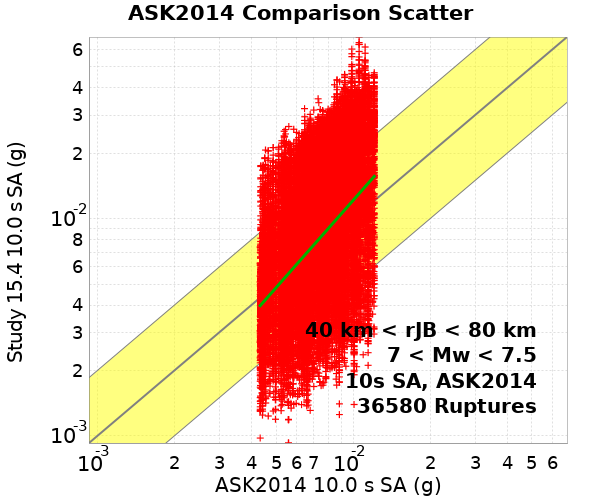 ASK2014 Comparison Scatter
Study 15.4 10.0 s SA (g)
6
4
3
2
10-2
8
6
4
3
2
10-3
40 km < rJB < 80 km
7 < Mw < 7.5
10s SA, ASK2014
36580 Ruptures
10-3 2 3 4 5 6 7 10-2 2 3 4 5 6
ASK2014 10.0 s SA (g)